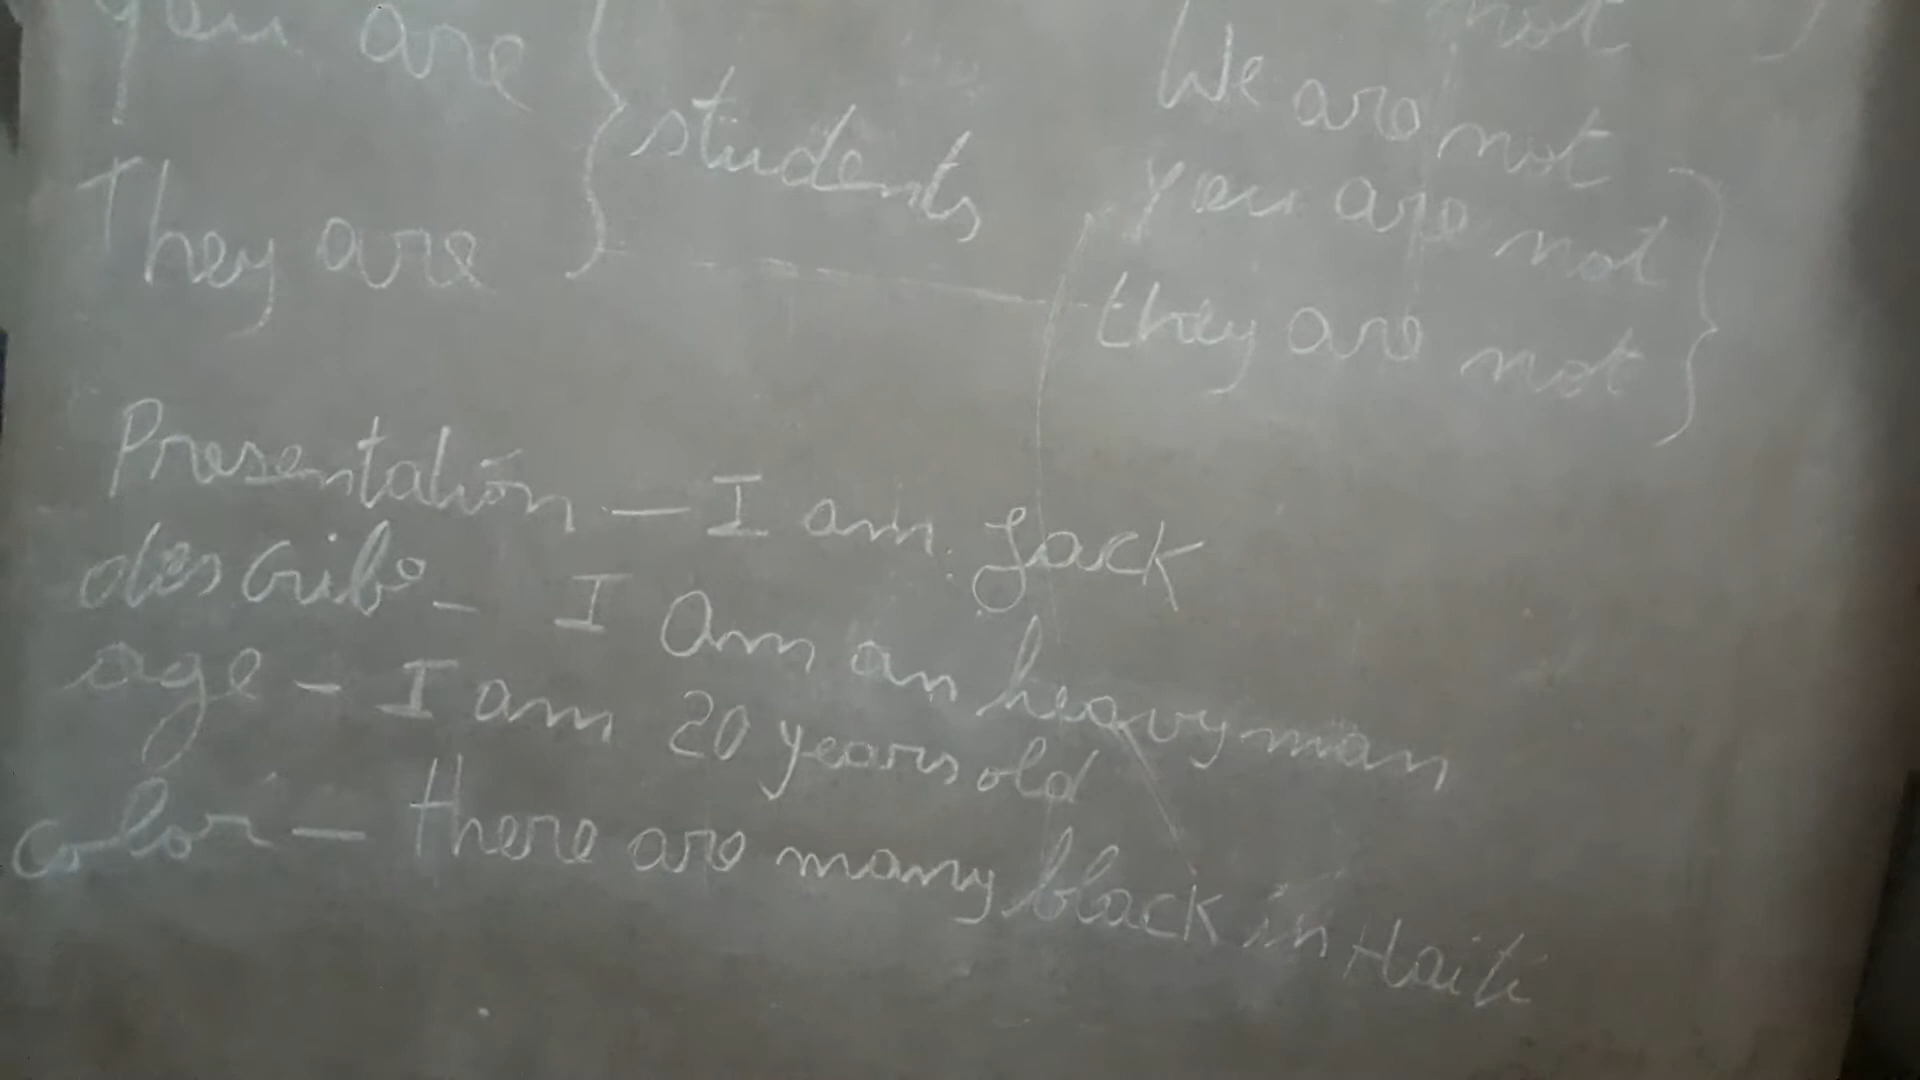 you are
They are
students
not
We are not
you are not
they are not
Presentatión — I am Jack
describe - I Am an heavy man
age - I am 20 years old
color — there are many black in Haiti